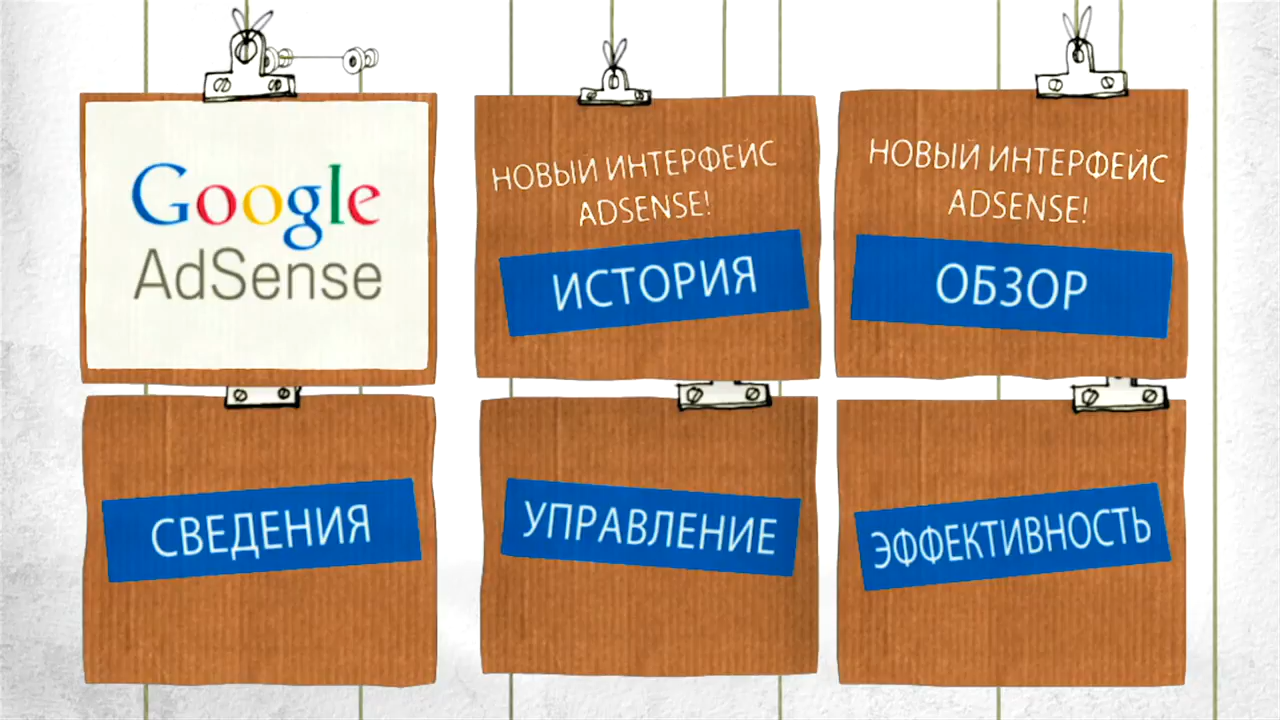 Google
AdSense
НОВЫЙ ИНТЕРФЕЙС
ADSENSE!
ИСТОРИЯ
НОВЫЙ ИНТЕРФЕЙС
ADSENSE!
ОБЗОР
СВЕДЕНИЯ
УПРАВЛЕНИЕ
ЭФФЕКТИВНОСТЬ